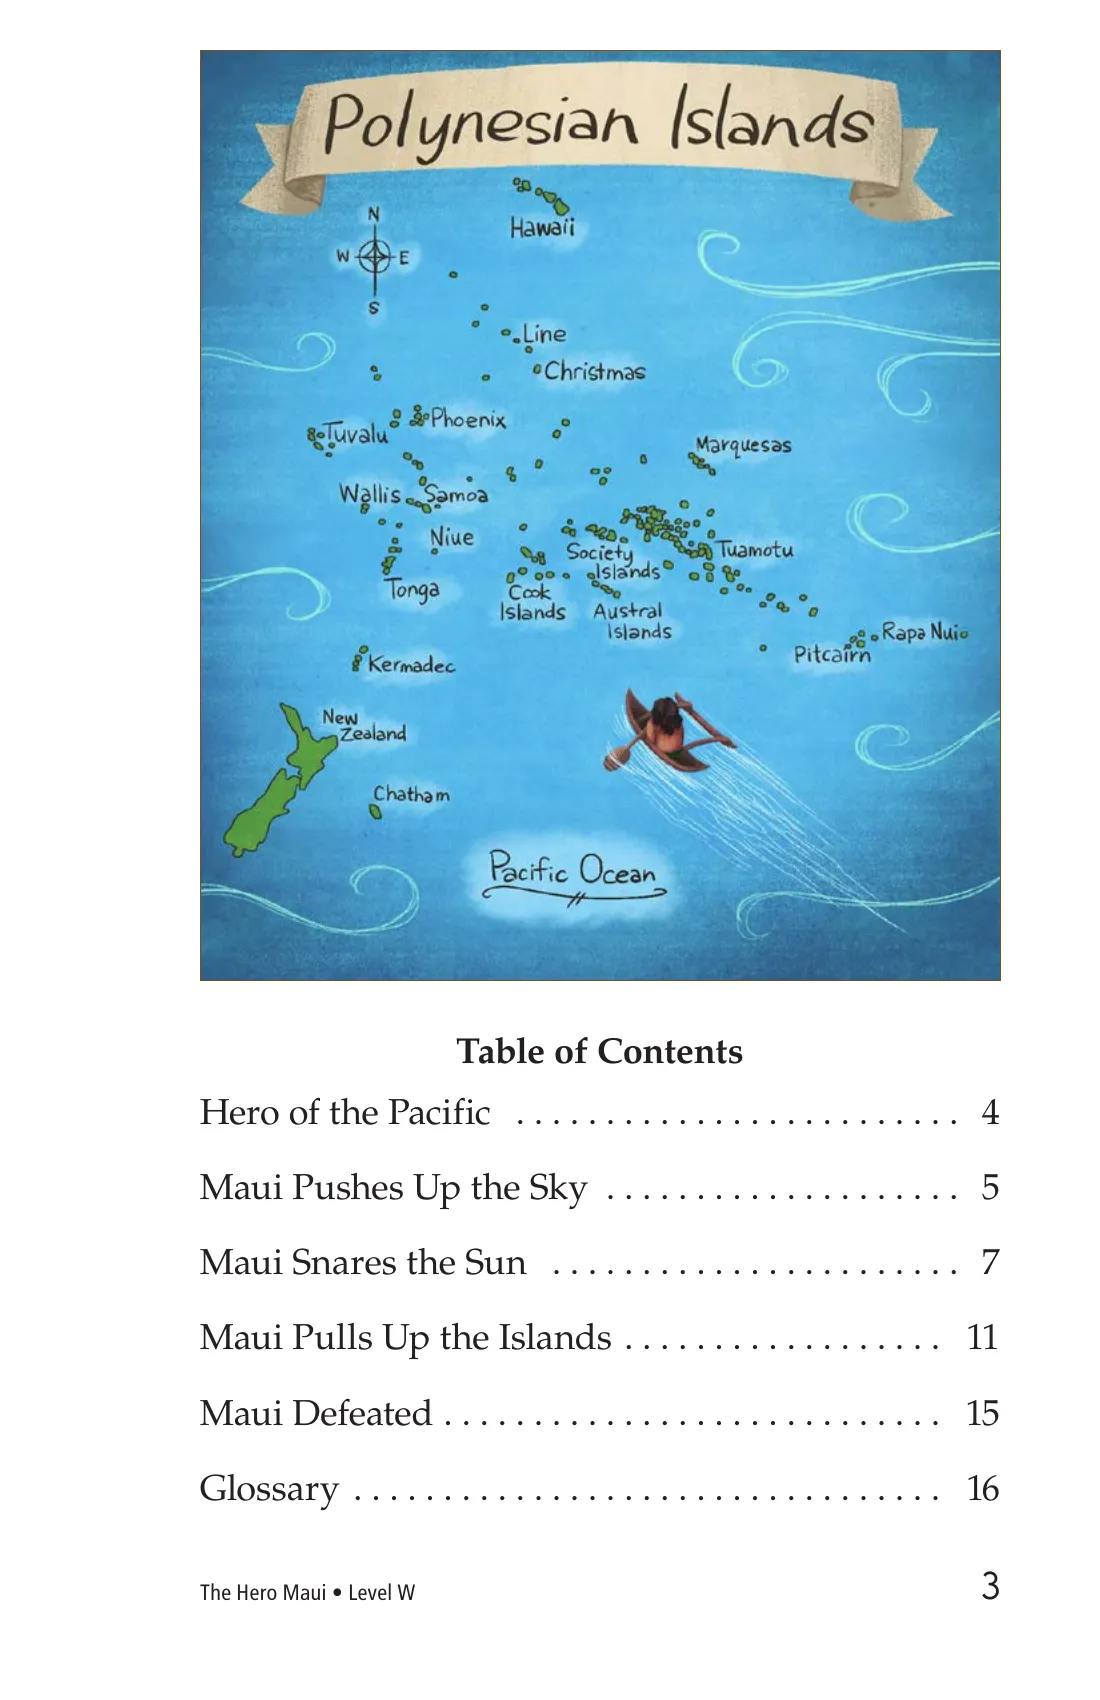 Polynesian Islands
Hawaii
N
W E
S
Line
Christmas
Phoenix
Tuvalu
Marquesas
Wallis Samoa
Niue
Society
Islands
Tuamotu
Tonga
Cook
Islands
Austral
Islands
Rapa Nui
Pitcairn
Kermadec
New
Zealand
Chatham
Pacific Ocean
Table of Contents
Hero of the Pacific . . . . . . . . . . . . . . . . . . . . . . . . . 4
Maui Pushes Up the Sky . . . . . . . . . . . . . . . . . . . . 5
Maui Snares the Sun . . . . . . . . . . . . . . . . . . . . . . . 7
Maui Pulls Up the Islands . . . . . . . . . . . . . . . . . . 11
Maui Defeated . . . . . . . . . . . . . . . . . . . . . . . . . . . . 15
Glossary . . . . . . . . . . . . . . . . . . . . . . . . . . . . . . . . . 16
The Hero Maui • Level W 3